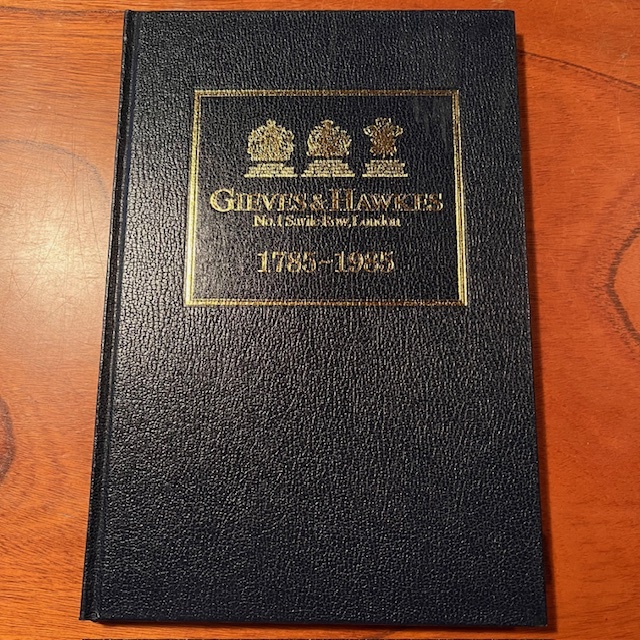 GIEVES & HAWKES
No.1 Savile Row, London
1785-1985